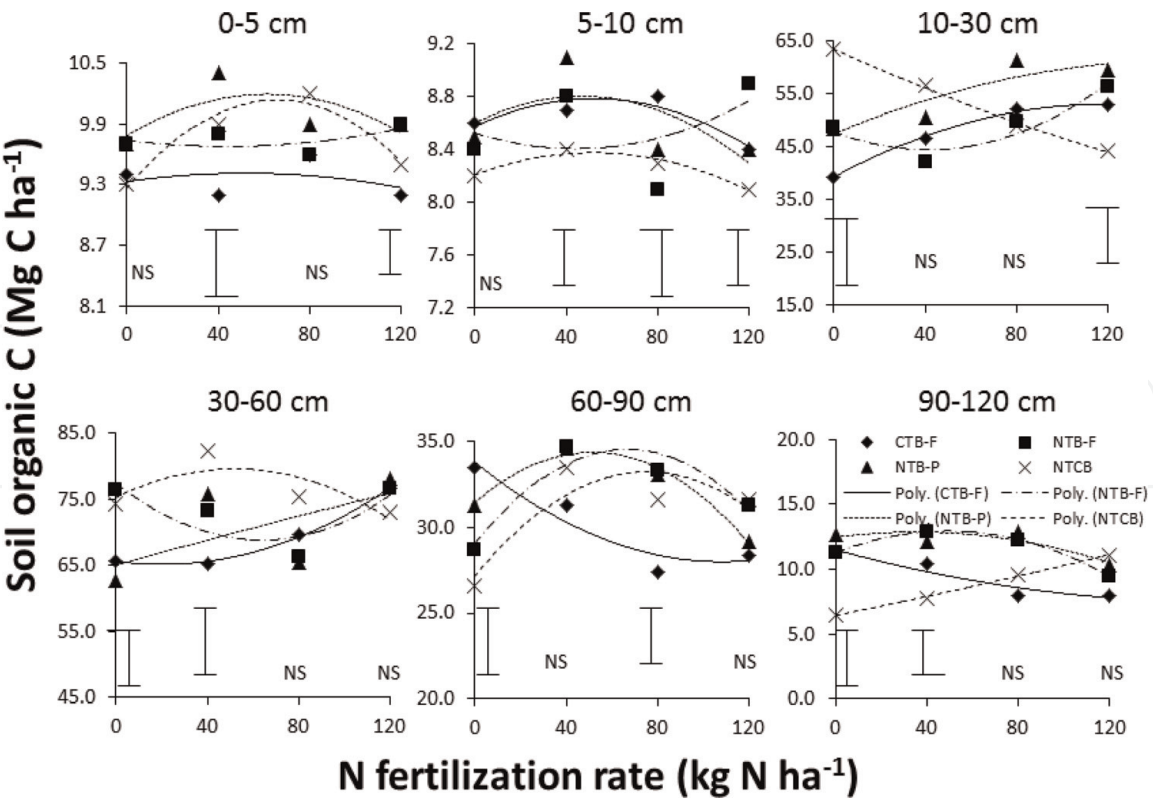 Soil organic C (Mg C ha-1)
0-5 cm
10.5
9.9
9.3
8.7
8.1
NS
NS
0 40 80 120
5-10 cm
9.2
8.8
8.4
8.0
7.6
7.2
NS
0 40 80 120
10-30 cm
65.0
55.0
45.0
35.0
25.0
15.0
NS NS
0 40 80 120
30-60 cm
85.0
75.0
65.0
55.0
45.0
NS NS
0 40 80 120
60-90 cm
35.0
30.0
25.0
20.0
NS NS
0 40 80 120
90-120 cm
20.0
15.0
10.0
5.0
0.0
CTB-F NTB-F
NTB-P NTCB
Poly. (CTB-F) Poly. (NTB-F)
Poly. (NTB-P) Poly. (NTCB)
NS NS
0 40 80 120
N fertilization rate (kg N ha-1)